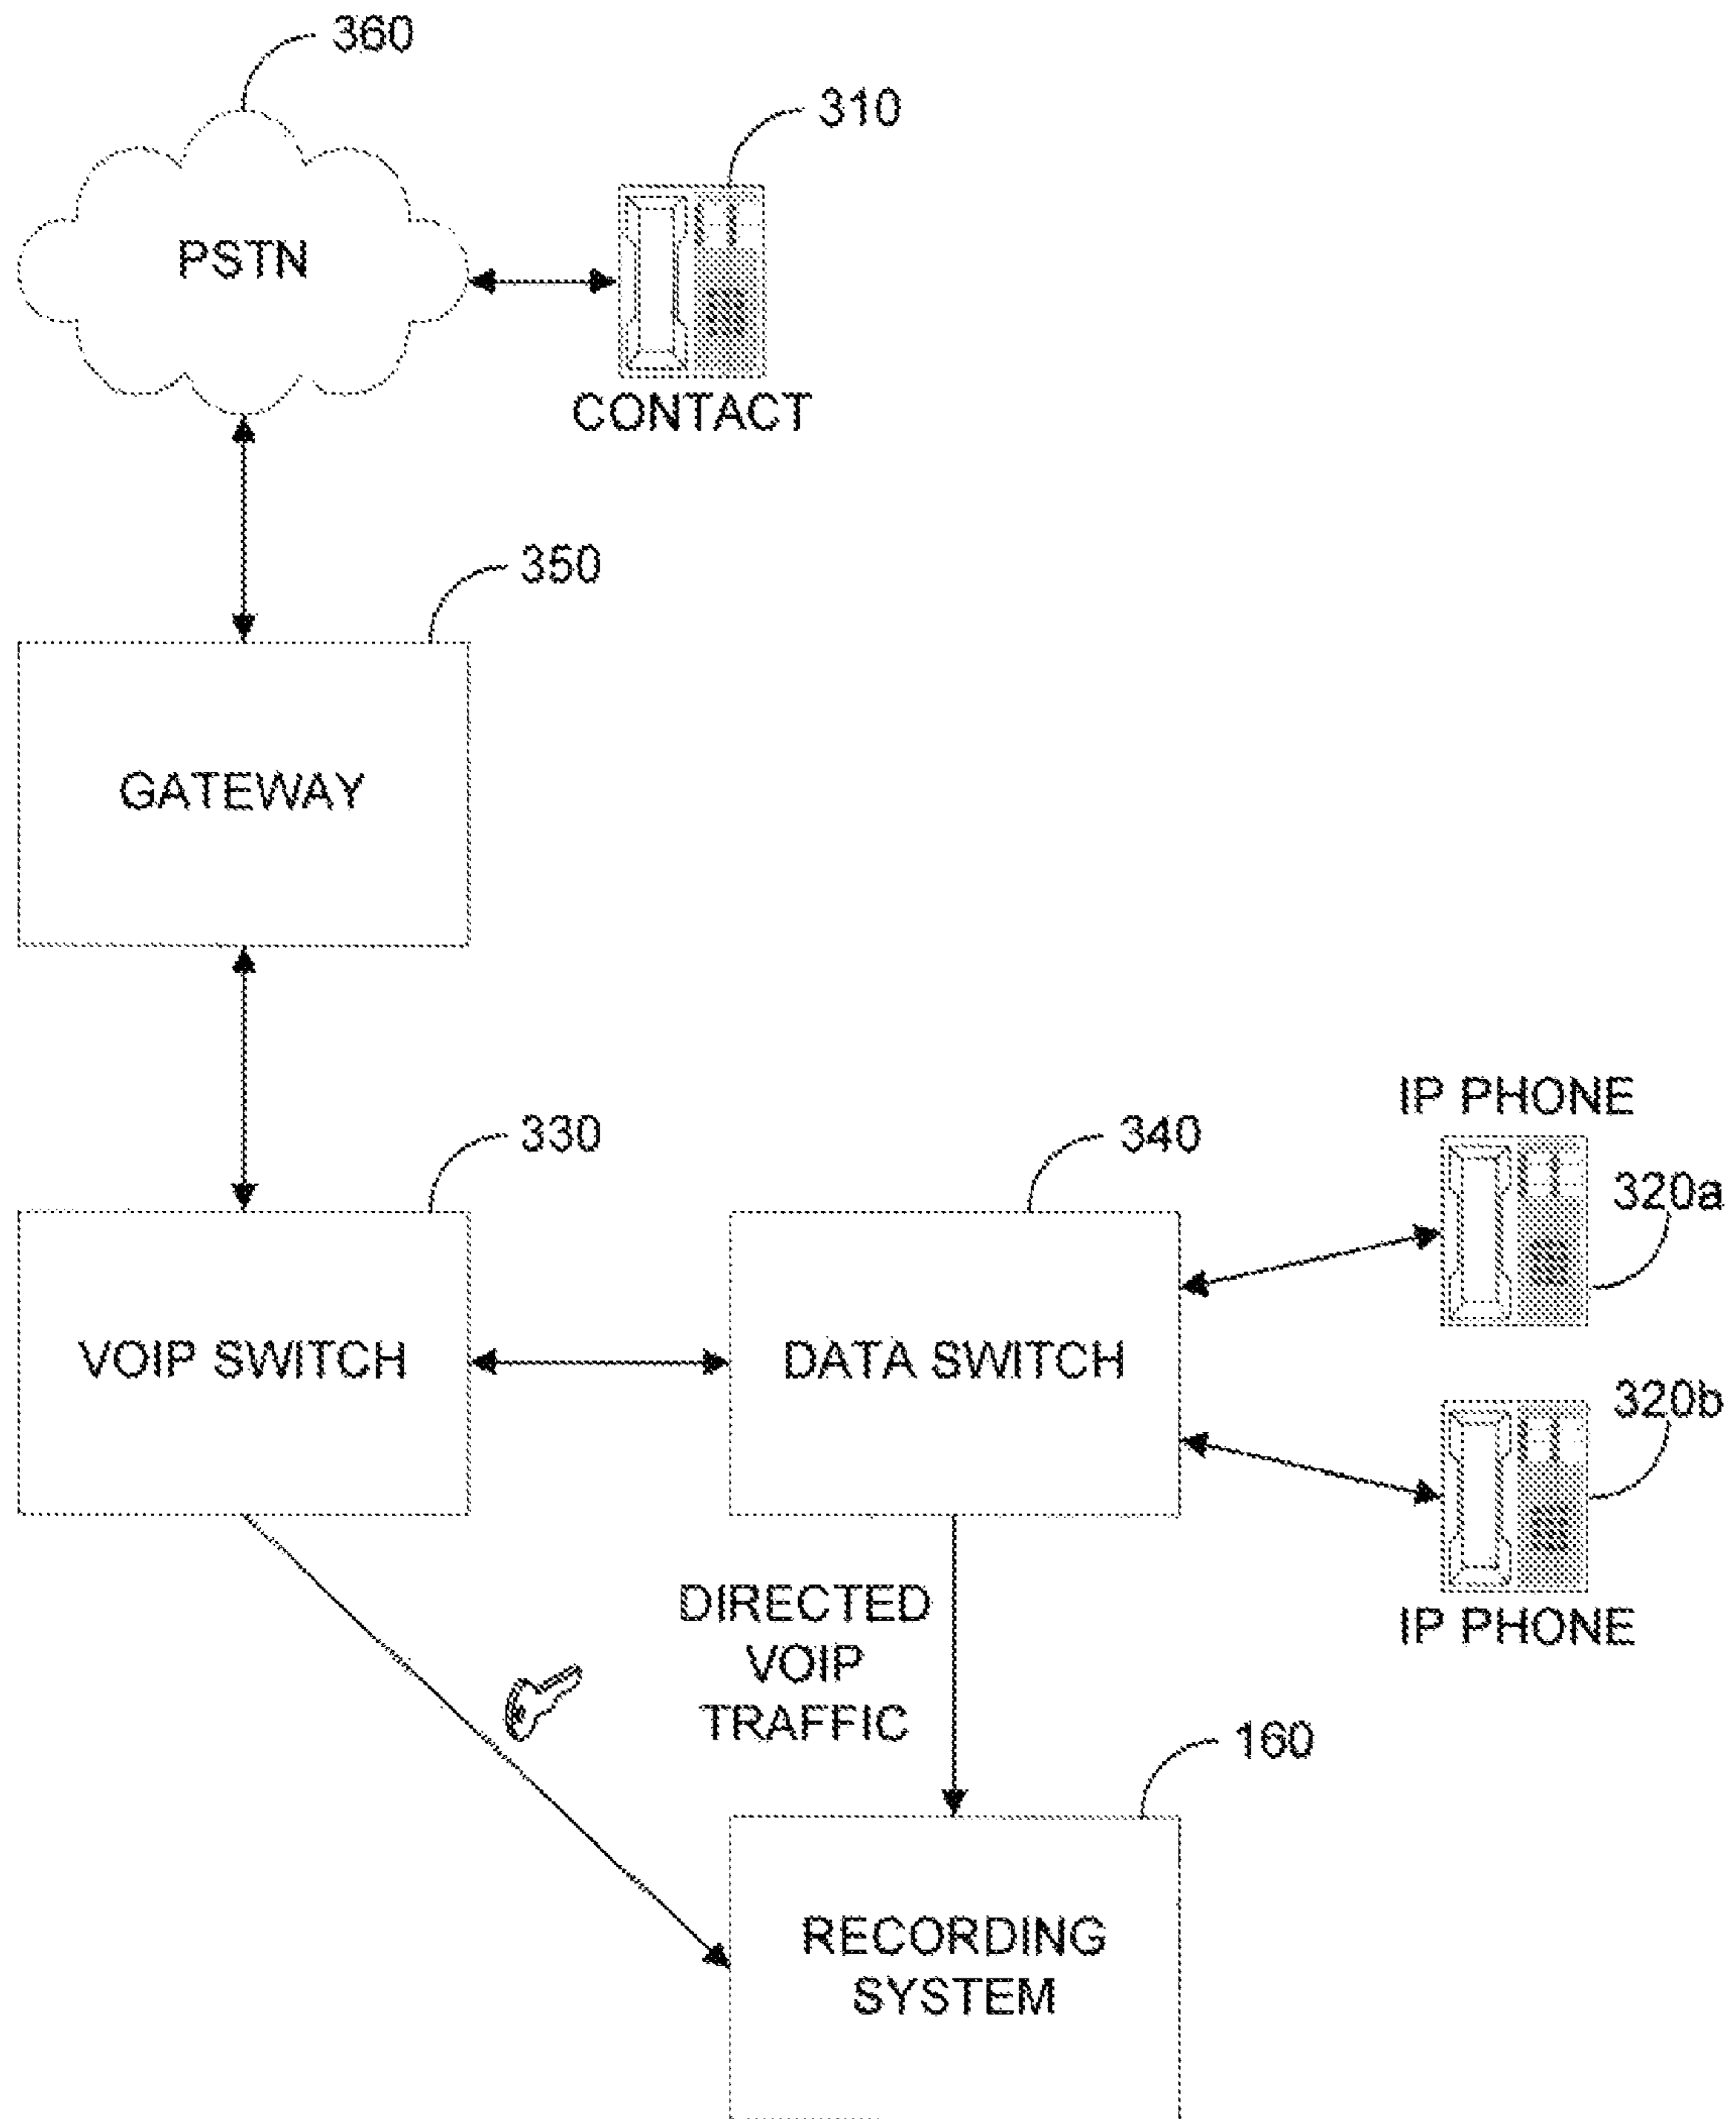 360
310
PSTN
CONTACT
350
GATEWAY
IP PHONE
330
340
320a
VOIP SWITCH
DATA SWITCH
320b
IP PHONE
DIRECTED
VOIP
TRAFFIC
160
RECORDING
SYSTEM